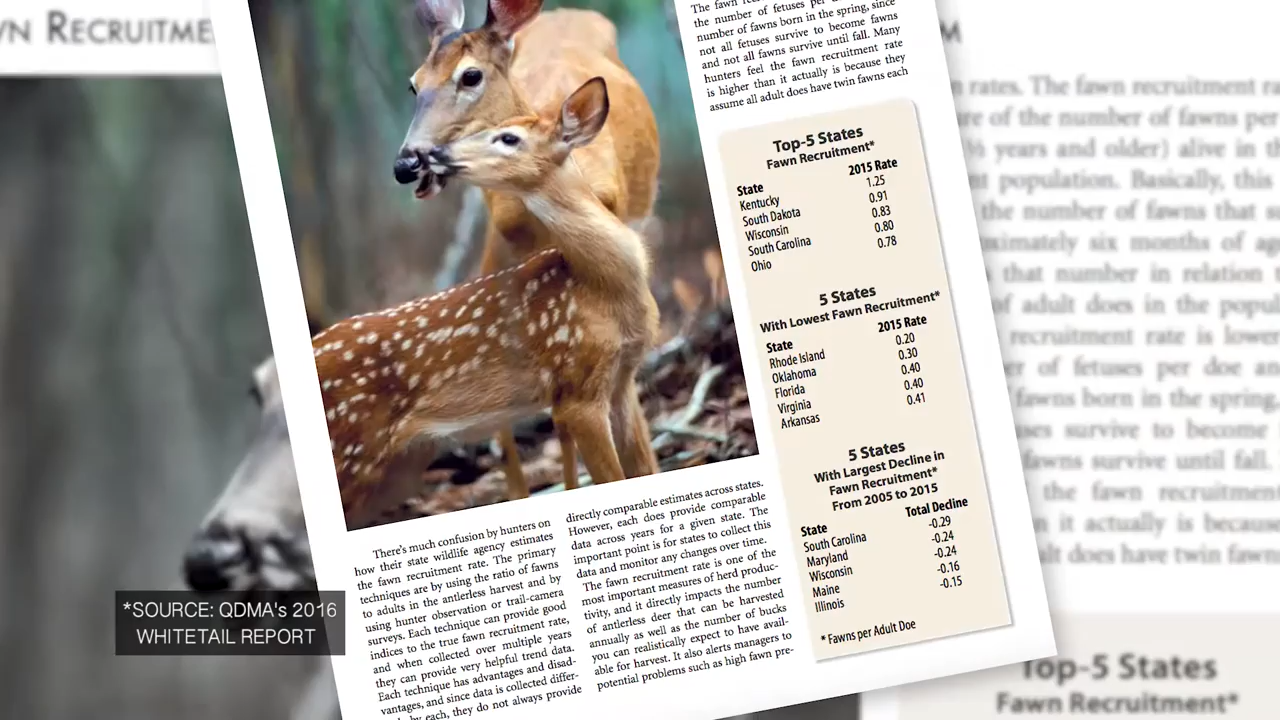 RECRUITME
The fawn
the number of fetuses per
number of fawns born in the spring, since
not all fetuses survive to become fawns
and not all fawns survive until fall. Many
hunters feel the fawn recruitment rate
is higher than it actually is because they
assume all adult does have twin fawns each
Top-5 States
Fawn Recruitment*
State 2015 Rate
Kentucky 1.25
South Dakota 0.91
Wisconsin 0.83
South Carolina 0.80
Ohio 0.78
5 States
With Lowest Fawn Recruitment*
State 2015 Rate
Rhode Island 0.20
Oklahoma 0.30
Florida 0.40
Virginia 0.40
Arkansas 0.41
5 States
With Largest Decline in
Fawn Recruitment*
From 2005 to 2015
State Total Decline
South Carolina -0.29
Maryland -0.24
Wisconsin -0.24
Maine -0.16
Illinois -0.15
* Fawns per Adult Doe
There's much confusion by hunters on
how their state wildlife agency estimates
the fawn recruitment rate. The primary
techniques are by using the ratio of fawns
to adults in the antlerless harvest and by
using hunter observation or trail-camera
surveys. Each technique can provide good
indices to the true fawn recruitment rate,
and when collected over multiple years
they can provide very helpful trend data.
Each technique has advantages and disad-
vantages, and since data is collected differ-
by each, they do not always provide
directly comparable estimates across states.
However, each does provide comparable
data across years for a given state. The
important point is for states to collect this
data and monitor any changes over time.
The fawn recruitment rate is one of the
most important measures of herd produc-
tivity, and it directly impacts the number
of antlerless deer that can be harvested
annually as well as the number of bucks
you can realistically expect to have avail-
able for harvest. It also alerts managers to
potential problems such as high fawn pre-
rates. The fawn recruitment
of the number of fawns per
years and older) alive in
population. Basically, this
the number of fawns that
six months of
that number in relation
of adult does in the
recruitment rate is lower
of fetuses per doe
fawns born in the spring,
survive to become
fawns survive until fall.
the fawn recruitment
it actually is because
does have twin fawns
Top-5 States
Fawn Recruitment*
*SOURCE: QDMA's 2016
WHITETAIL REPORT